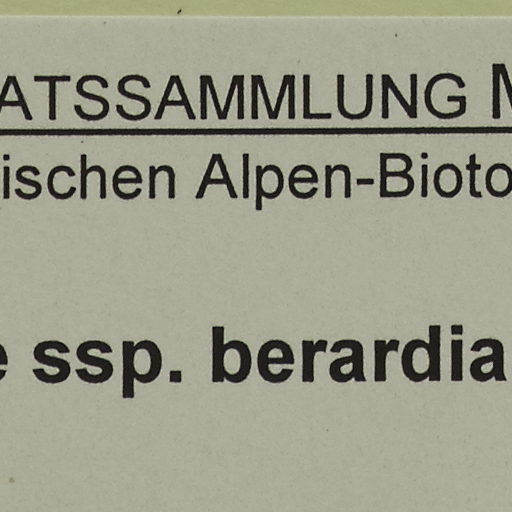 ATSSAMMLUNG M
ischen Alpen-Bioto
e ssp. berardia